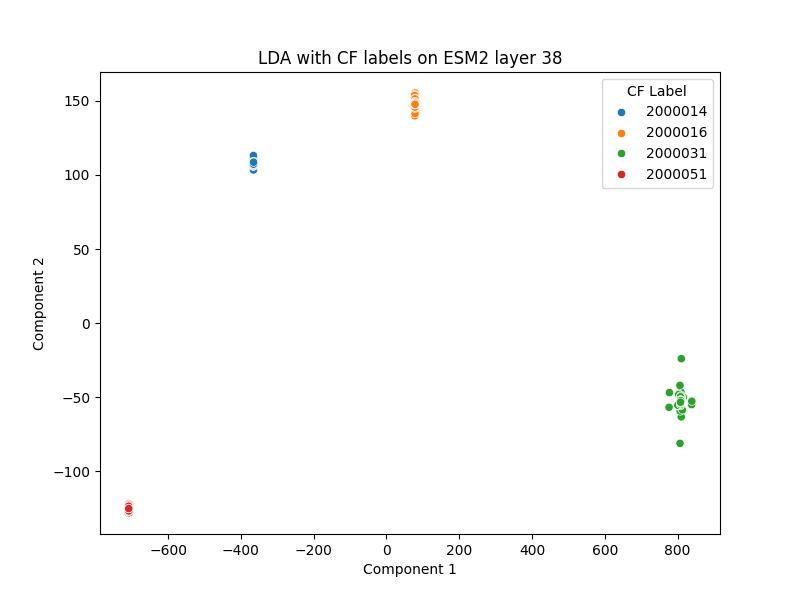 LDA with CF labels on ESM2 layer 38
CF Label
2000014
2000016
2000031
2000051
150
100
50
0
−50
−100
Component 2
−600 −400 −200 0 200 400 600 800
Component 1